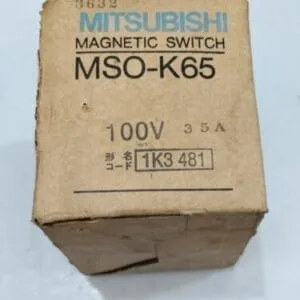 3632
MITSUBISHI
MAGNETIC SWITCH
MSO-K65
100V 35A
形名
コード 1K3 481